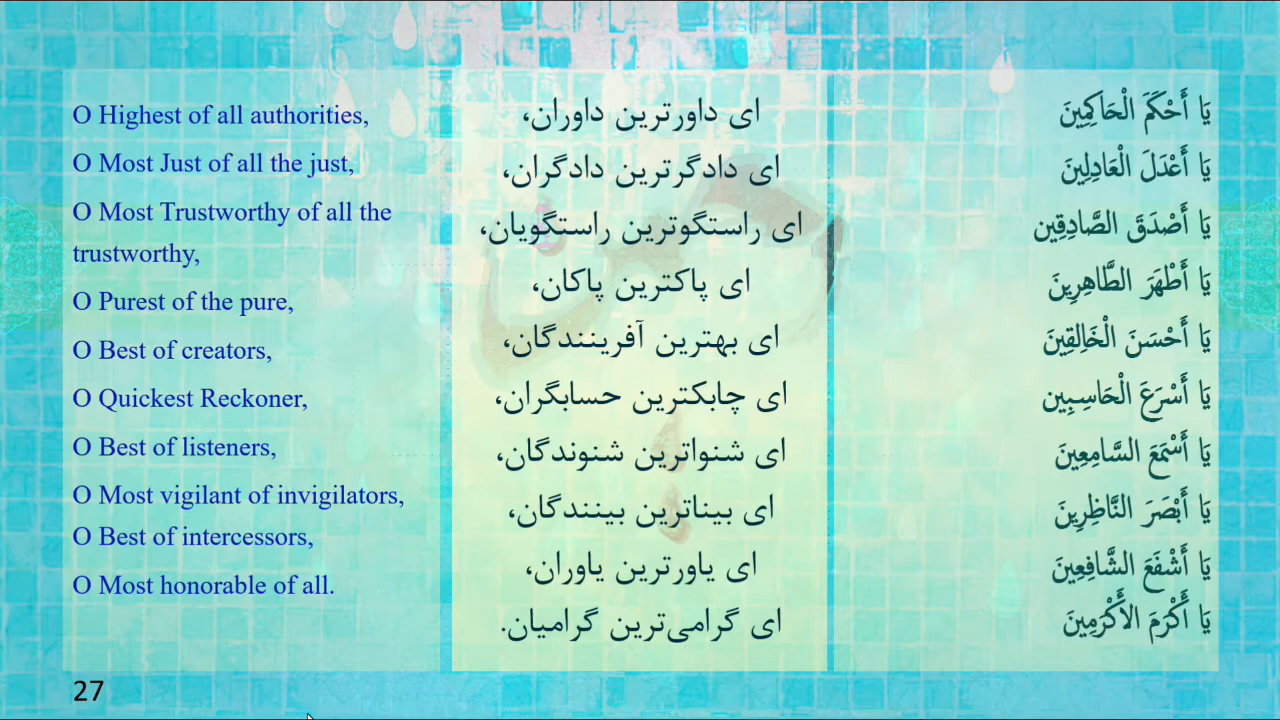 O Highest of all authorities,
O Most Just of all the just,
O Most Trustworthy of all the
trustworthy,
O Purest of the pure,
O Best of creators,
O Quickest Reckoner,
O Best of listeners,
O Most vigilant of invigilators,
O Best of intercessors,
O Most honorable of all.
ای داورترین داوران،
ای دادگرترین دادگران،
ای راستگوترین راستگویان،
ای پاکترین پاکان،
ای بهترین آفرینندگان،
ای چابکترین حسابگران،
ای شنواترین شنوندگان،
ای بیناترین بینندگان،
ای یاورترین یاوران،
ای گرامی‌ترین گرامیان.
يَا أَحْكَمَ الْحَاكِمِينَ
يَا أَعْدَلَ الْعَادِلِينَ
يَا أَصْدَقَ الصَّادِقِين
يَا أَطْهَرَ الطَّاهِرِينَ
يَا أَحْسَنَ الْخَالِقِينَ
يَا أَسْرَعَ الْحَاسِبِين
يَا أَسْمَعَ السَّامِعِينَ
يَا أَبْصَرَ النَّاظِرِينَ
يَا أَشْفَعَ الشَّافِعِينَ
يَا أَكْرَمَ الأَكْرَمِينَ
27